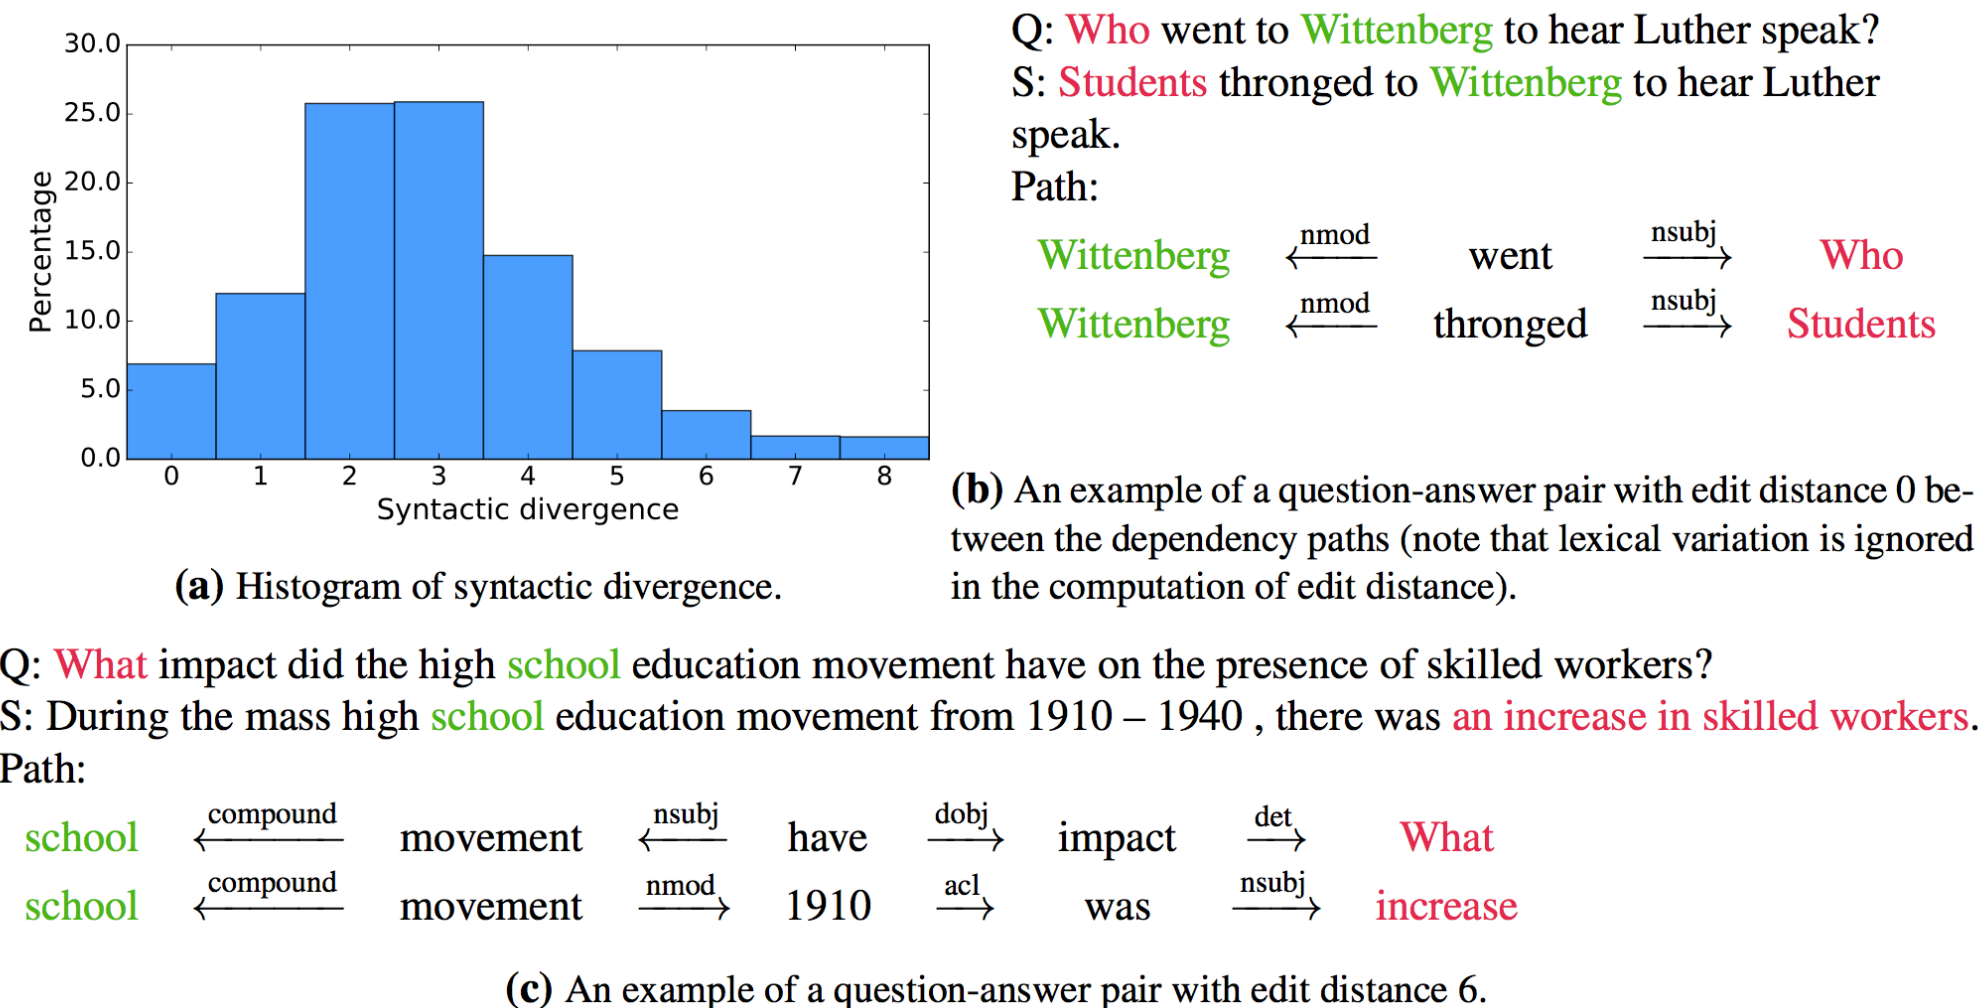 30.0
25.0
20.0
15.0
10.0
5.0
0.0
Percentage
0 1 2 3 4 5 6 7 8
Syntactic divergence
(a) Histogram of syntactic divergence.
Q: Who went to Wittenberg to hear Luther speak?
S: Students thronged to Wittenberg to hear Luther
speak.
Path:
nmod nsubj
Wittenberg ← went → Who
nmod nsubj
Wittenberg ← thronged → Students
(b) An example of a question-answer pair with edit distance 0 be-
tween the dependency paths (note that lexical variation is ignored
in the computation of edit distance).
Q: What impact did the high school education movement have on the presence of skilled workers?
S: During the mass high school education movement from 1910 – 1940 , there was an increase in skilled workers.
Path:
compound nsubj dobj det
school ← movement ← have → impact → What
compound nmod acl nsubj
school ← movement → 1910 → was → increase
(c) An example of a question-answer pair with edit distance 6.